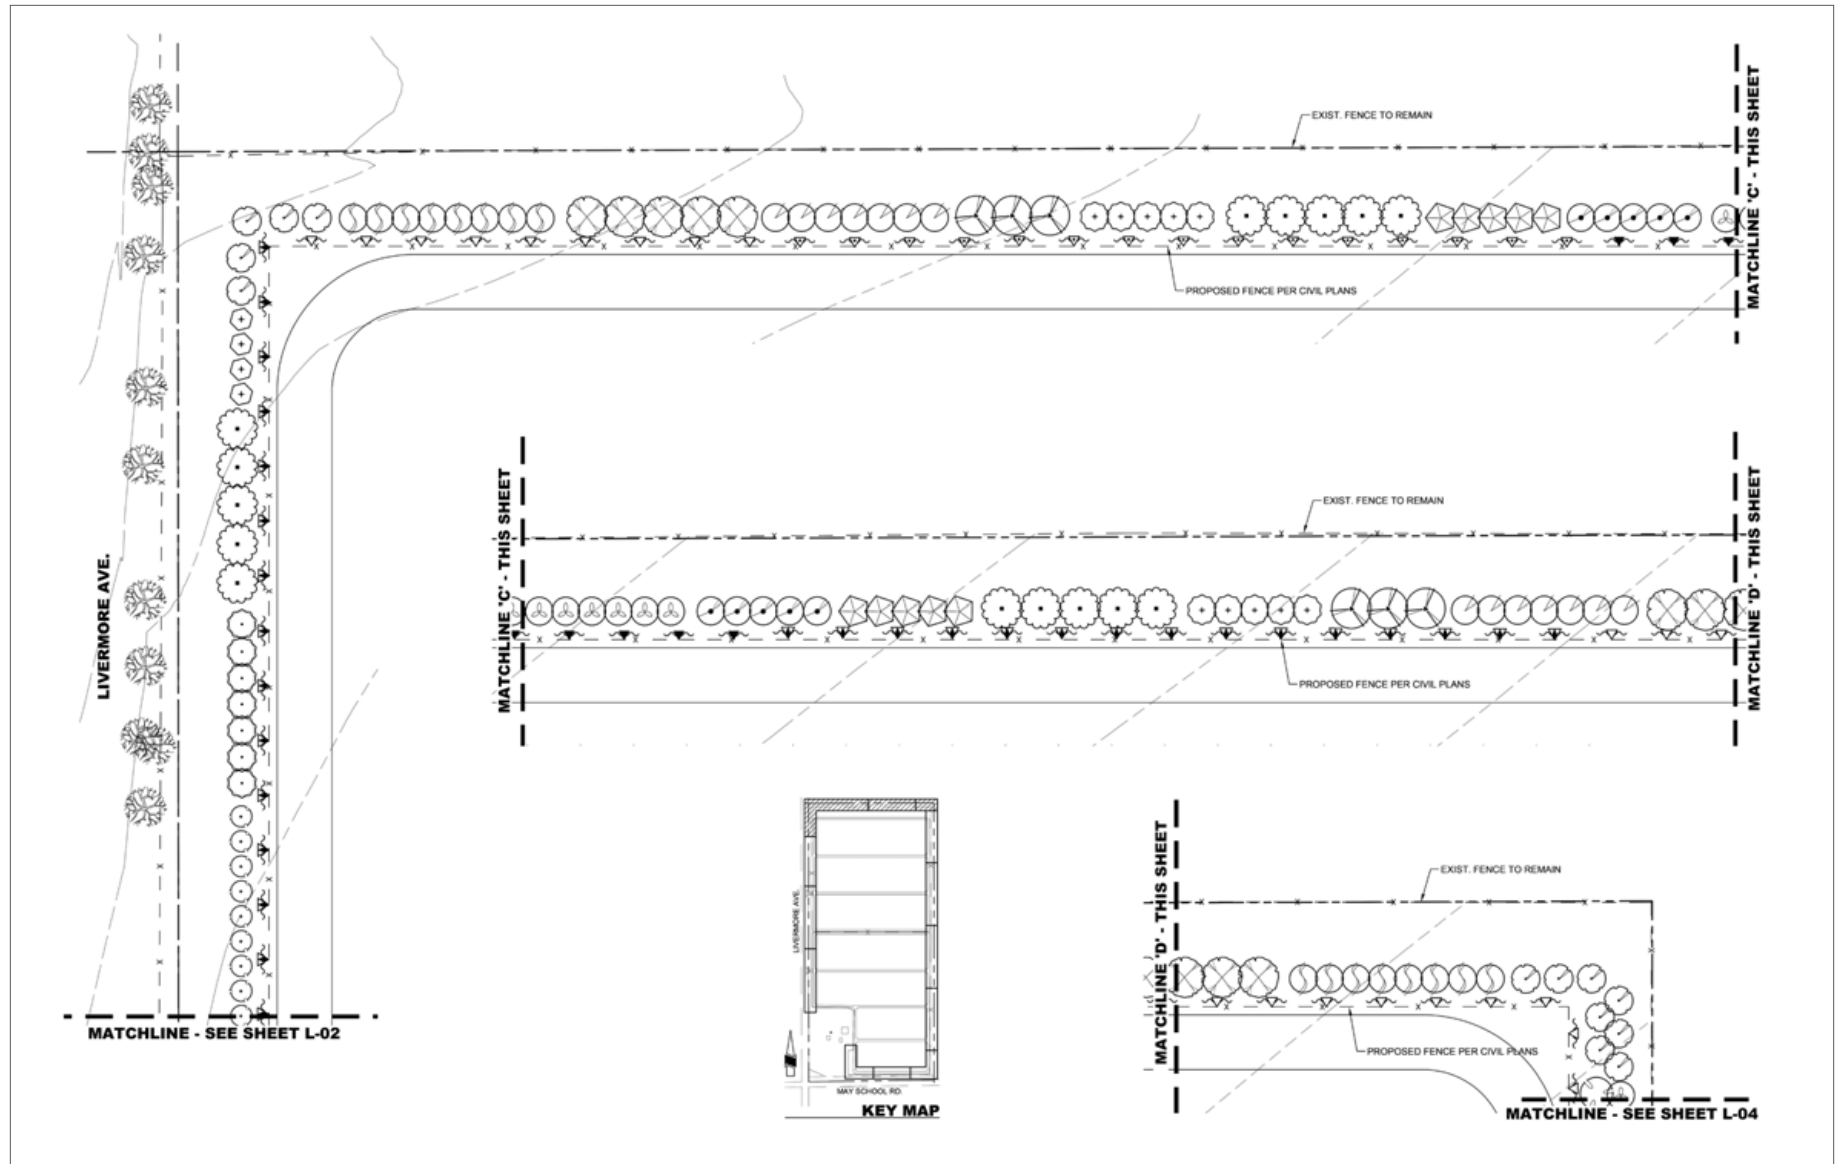 EXIST. FENCE TO REMAIN
MATCHLINE 'C' - THIS SHEET
PROPOSED FENCE PER CIVIL PLANS
LIVERMORE AVE.
MATCHLINE - SEE SHEET L-02
MATCHLINE 'C' - THIS SHEET
EXIST. FENCE TO REMAIN
PROPOSED FENCE PER CIVIL PLANS
MATCHLINE 'D' - THIS SHEET
LIVERMORE AVE.
MAY SCHOOL RD.
KEY MAP
MATCHLINE 'D' - THIS SHEET
EXIST. FENCE TO REMAIN
PROPOSED FENCE PER CIVIL PLANS
MATCHLINE - SEE SHEET L-04